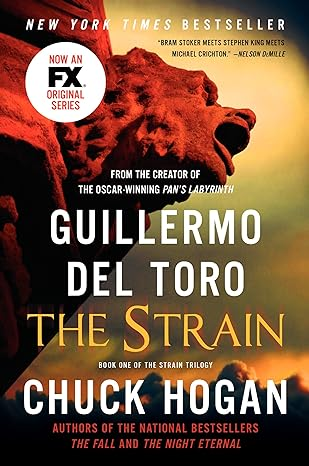 NEW YORK TIMES BESTSELLER
NOW AN
FX
ORIGINAL
SERIES
"BRAM STOKER MEETS STEPHEN KING MEETS
MICHAEL CRICHTON." —NELSON DEMILLE
FROM THE CREATOR OF
THE OSCAR-WINNING PAN'S LABYRINTH
GUILLERMO
DEL TORO
THE STRAIN
BOOK ONE OF THE STRAIN TRILOGY
CHUCK HOGAN
AUTHORS OF THE NATIONAL BESTSELLERS
THE FALL AND THE NIGHT ETERNAL